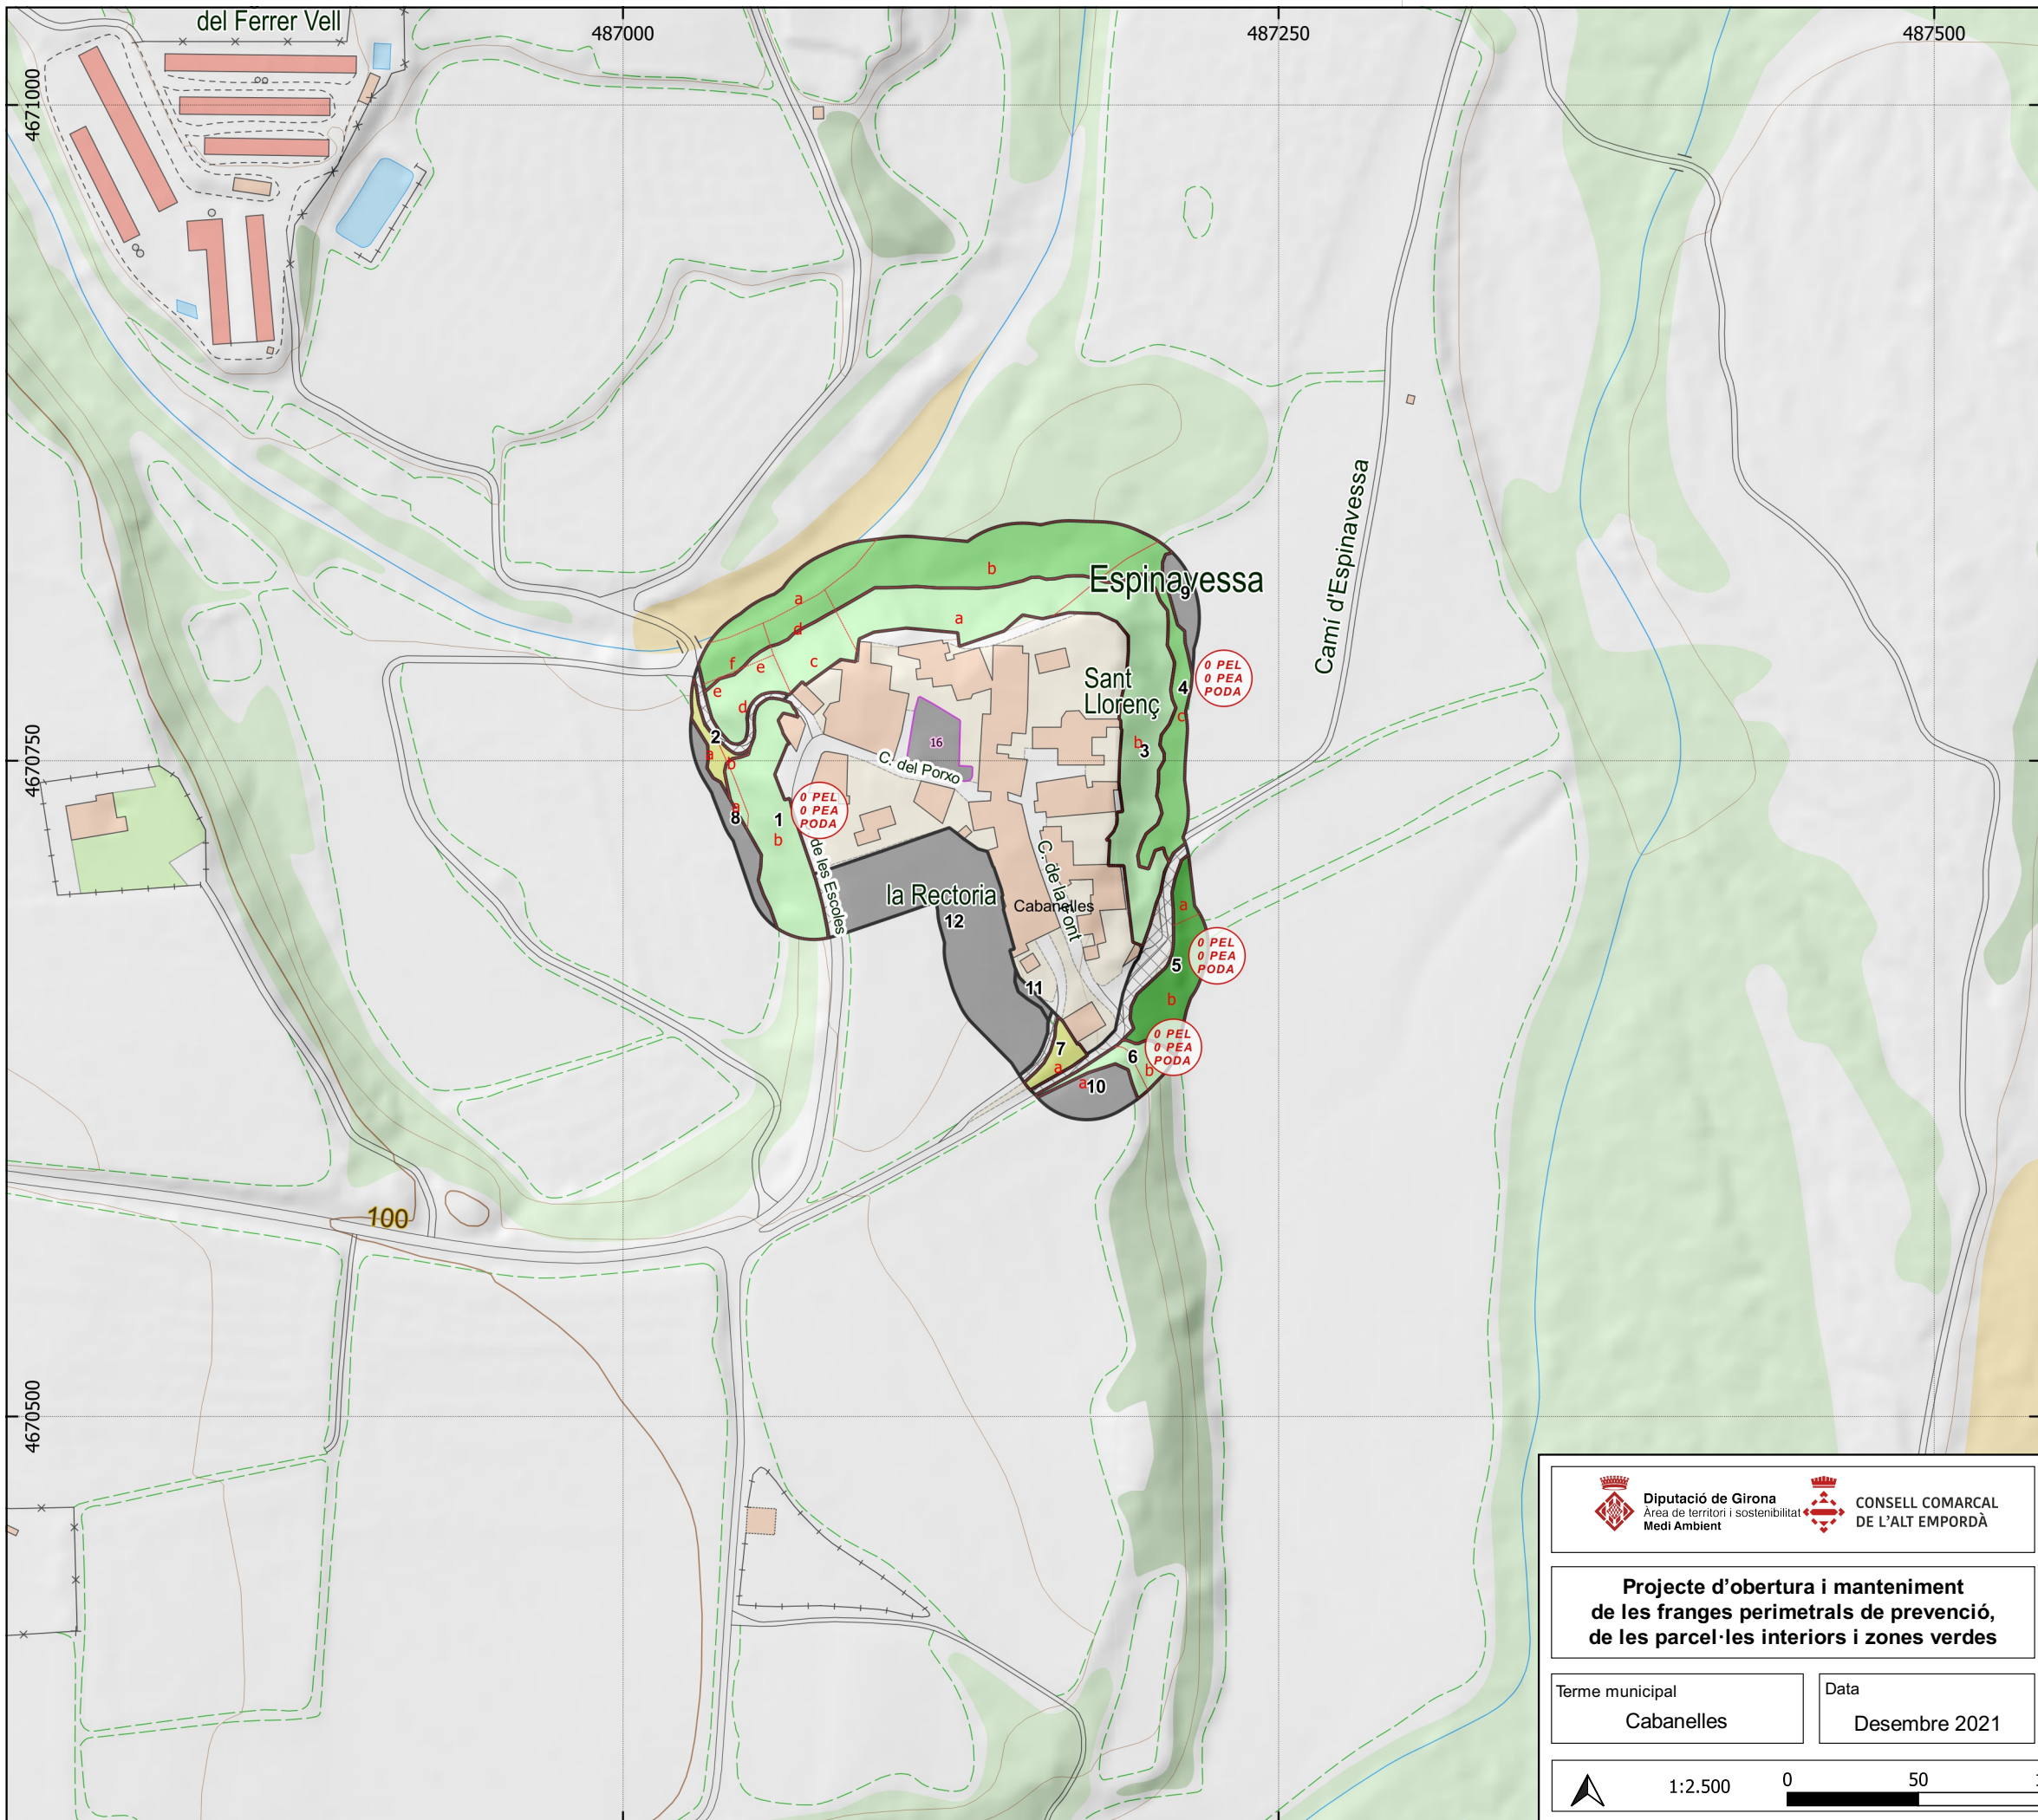 del Ferrer Vell
487000
487250
487500
4671000
4670750
4670500
Camí d'Espinavessa
Espinavessa
b
a
9
a
d
f
e
c
e
d
Sant
Llorenç
4
c
0 PEL
0 PEA
PODA
2
a
b
16
b
3
C. del Porxo
a
8
1
b
0 PEL
0 PEA
PODA
de les Escoles
la Rectoria
12
C. de la Font
Cabanelles
a
5
0 PEL
0 PEA
PODA
b
11
7
a
6
b
0 PEL
0 PEA
PODA
a
10
100
Diputació de Girona
Àrea de territori i sostenibilitat
Medi Ambient
CONSELL COMARCAL
DE L'ALT EMPORDÀ
Projecte d'obertura i manteniment
de les franges perimetrals de prevenció,
de les parcel·les interiors i zones verdes
Terme municipal
Cabanelles
Data
Desembre 2021
1:2.500
0
50